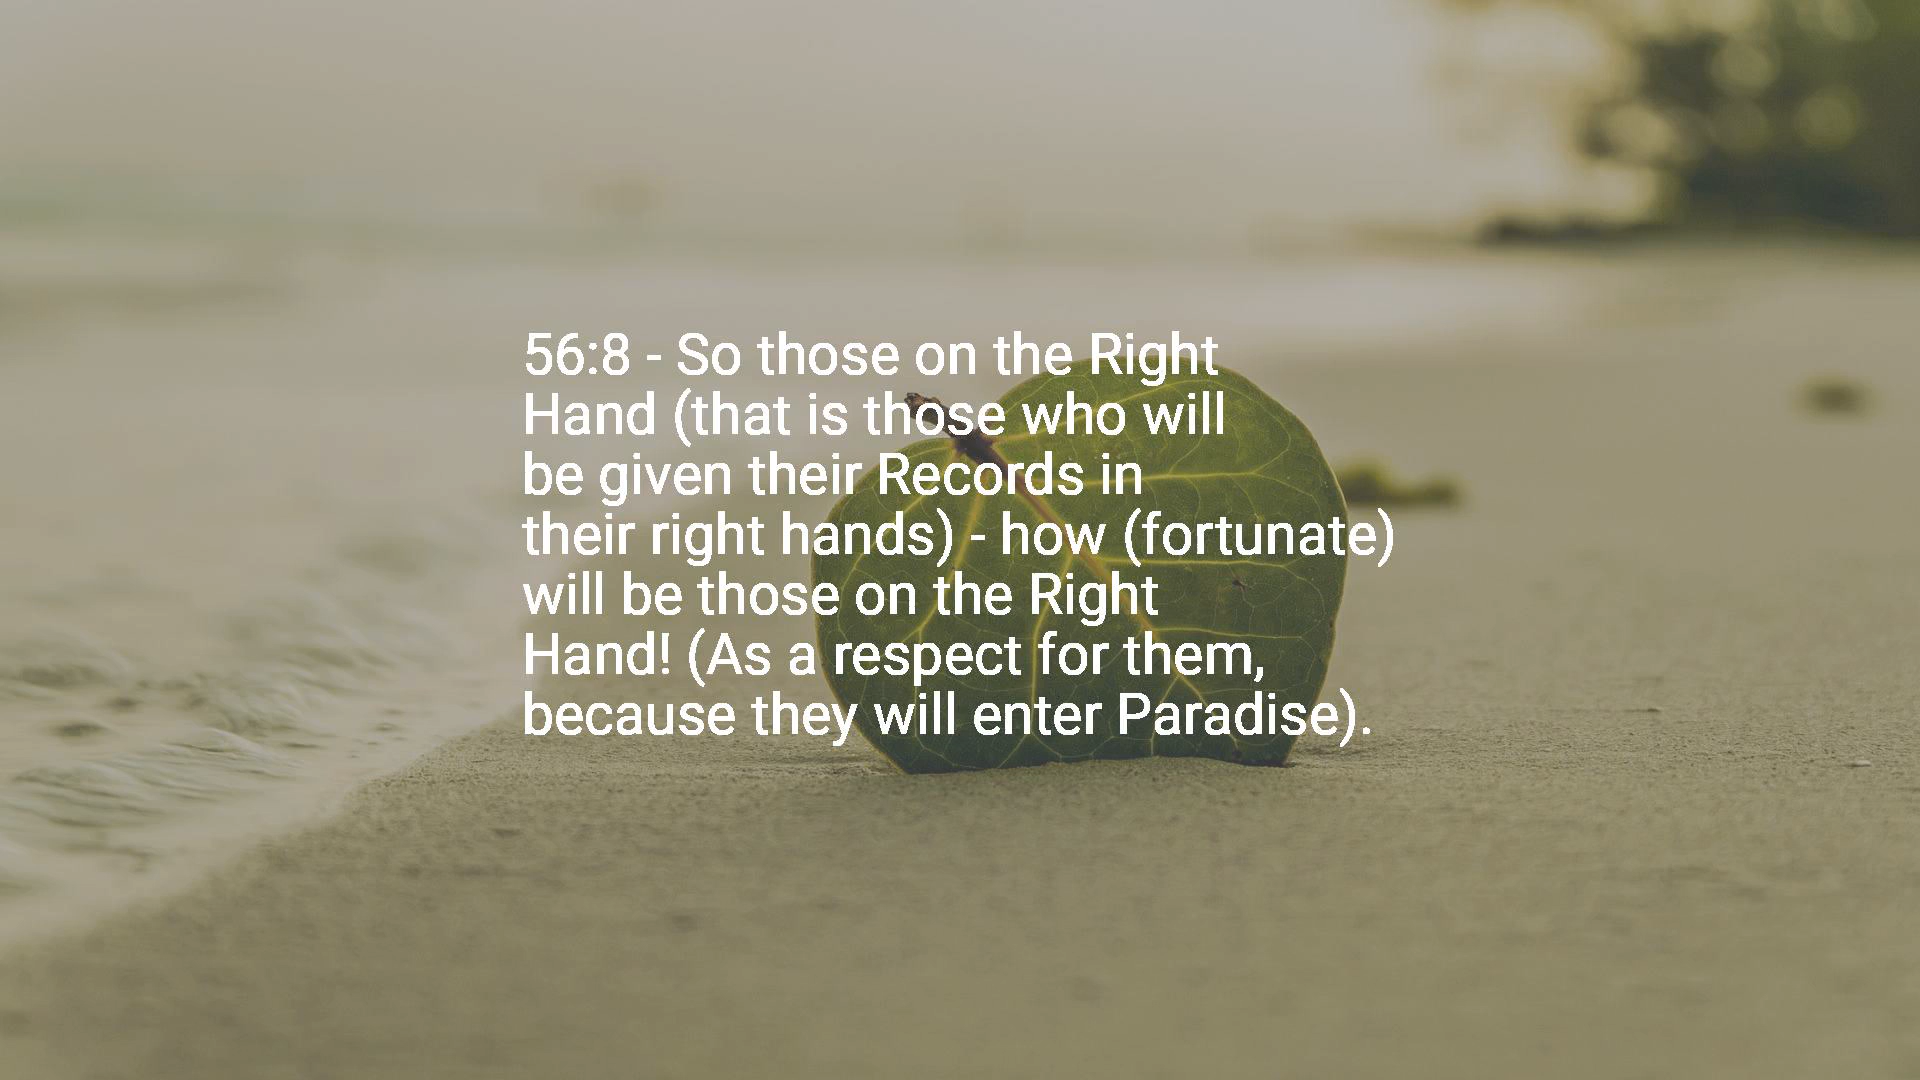 56:8 - So those on the Right
Hand (that is those who will
be given their Records in
their right hands) - how (fortunate)
will be those on the Right
Hand! (As a respect for them,
because they will enter Paradise).